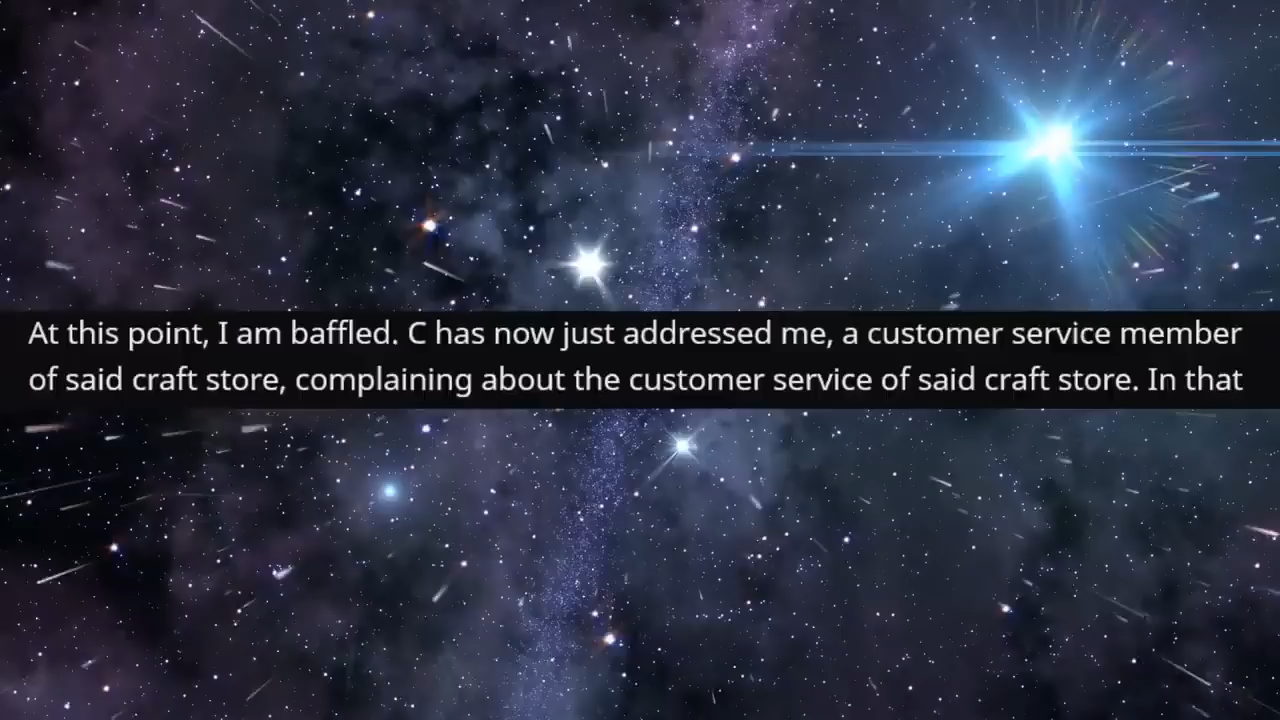 At this point, I am baffled. C has now just addressed me, a customer service member
of said craft store, complaining about the customer service of said craft store. In that